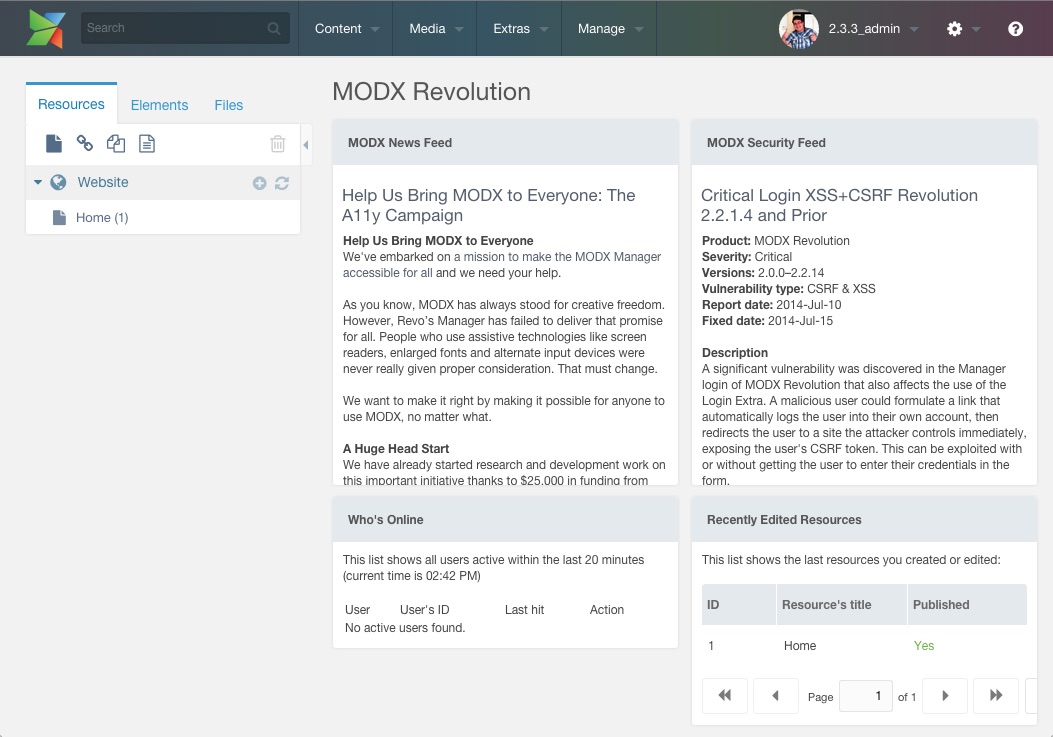 Search
Content
Media
Extras
Manage
2.3.3_admin
Resources
Elements
Files
Website
Home (1)
MODX Revolution
MODX News Feed
Help Us Bring MODX to Everyone: The
A11y Campaign
Help Us Bring MODX to Everyone
We've embarked on a mission to make the MODX Manager
accessible for all and we need your help.
As you know, MODX has always stood for creative freedom.
However, Revo's Manager has failed to deliver that promise
for all. People who use assistive technologies like screen
readers, enlarged fonts and alternate input devices were
never really given proper consideration. That must change.
We want to make it right by making it possible for anyone to
use MODX, no matter what.
A Huge Head Start
We have already started research and development work on
this important initiative thanks to $25,000 in funding from
MODX Security Feed
Critical Login XSS+CSRF Revolution
2.2.1.4 and Prior
Product: MODX Revolution
Severity: Critical
Versions: 2.0.0–2.2.14
Vulnerability type: CSRF & XSS
Report date: 2014-Jul-10
Fixed date: 2014-Jul-15
Description
A significant vulnerability was discovered in the Manager
login of MODX Revolution that also affects the use of the
Login Extra. A malicious user could formulate a link that
automatically logs the user into their own account, then
redirects the user to a site the attacker controls immediately,
exposing the user's CSRF token. This can be exploited with
or without getting the user to enter their credentials in the
form.
Who's Online
This list shows all users active within the last 20 minutes
(current time is 02:42 PM)
User User's ID Last hit Action
No active users found.
Recently Edited Resources
This list shows the last resources you created or edited:
ID Resource's title Published
1 Home Yes
Page 1 of 1